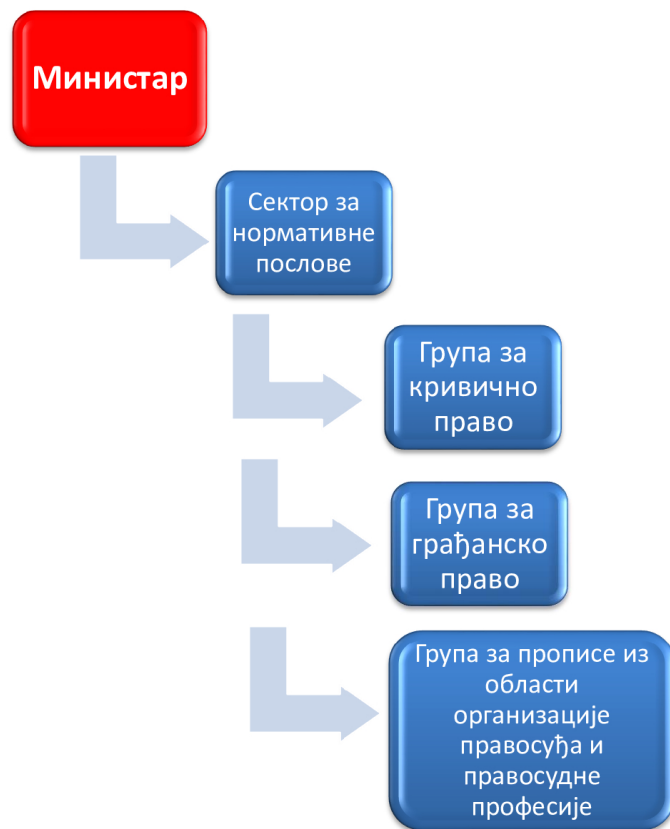 Министар
Сектор за
нормативне
послове
Група за
кривично
право
Група за
грађанско
право
Група за прописе из
области
организације
правосуђа и
правосудне
професије